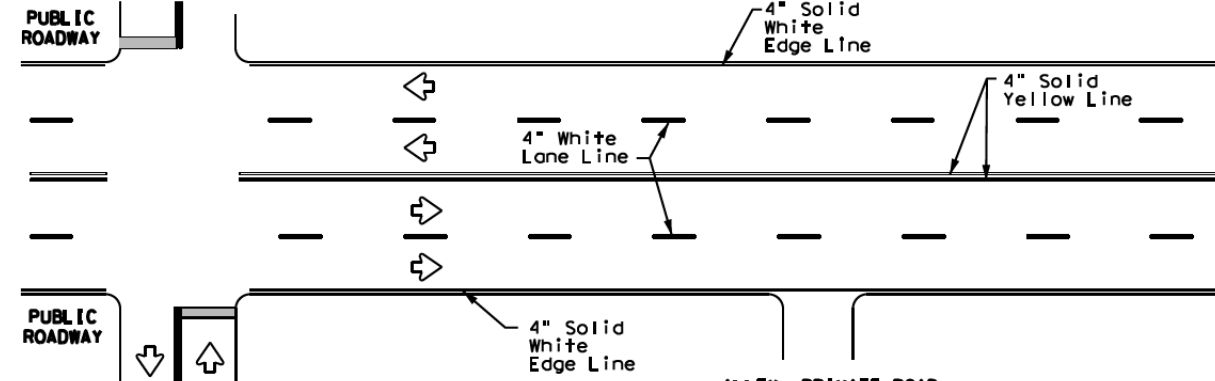 PUBLIC
ROADWAY
4" Solid
White
Edge Line
4" Solid
Yellow Line
4" White
Lane Line
PUBLIC
ROADWAY
4" Solid
White
Edge Line